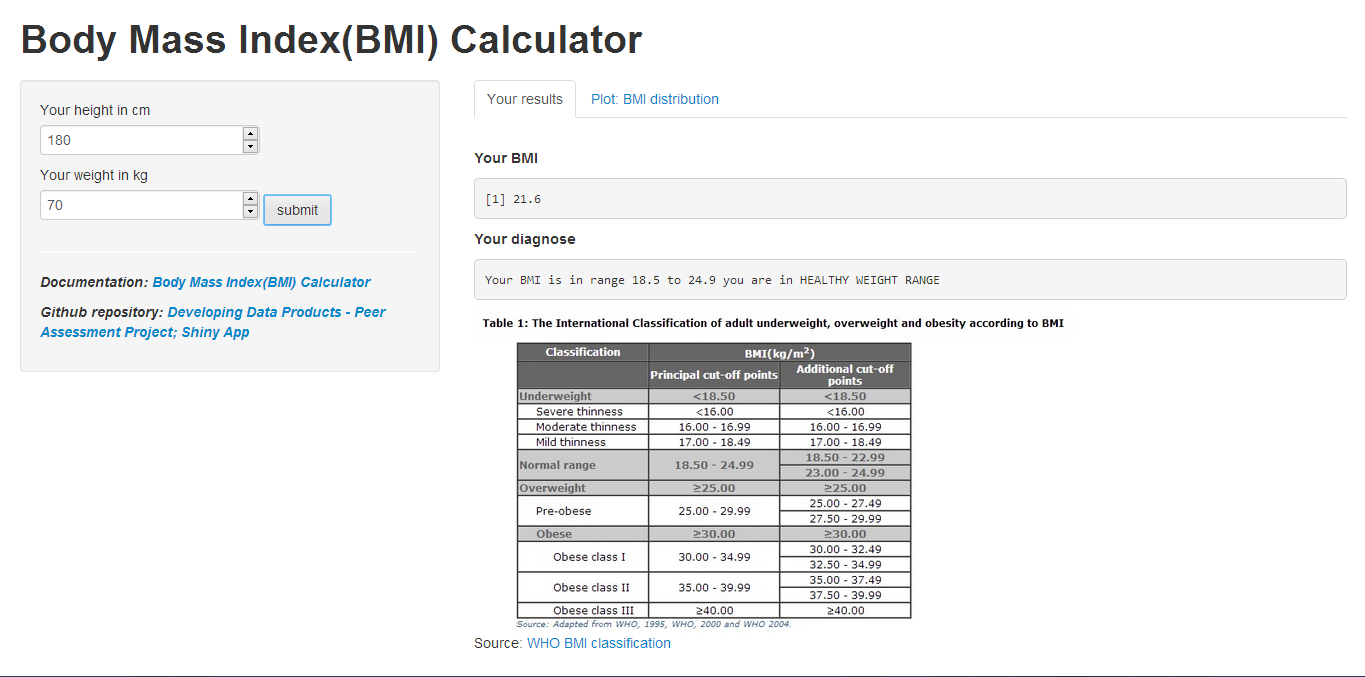 Body Mass Index(BMI) Calculator
Your height in cm
180
Your weight in kg
70
submit
Documentation: Body Mass Index(BMI) Calculator
Github repository: Developing Data Products - Peer
Assessment Project; Shiny App
Your results Plot: BMI distribution
Your BMI
[1] 21.6
Your diagnose
Your BMI is in range 18.5 to 24.9 you are in HEALTHY WEIGHT RANGE
Table 1: The International Classification of adult underweight, overweight and obesity according to BMI
Classification BMI(kg/m²)
Principal cut-off points Additional cut-off points
Underweight <18.50 <18.50
Severe thinness <16.00 <16.00
Moderate thinness 16.00 - 16.99 16.00 - 16.99
Mild thinness 17.00 - 18.49 17.00 - 18.49
Normal range 18.50 - 24.99 18.50 - 22.99
23.00 - 24.99
Overweight ≥25.00 ≥25.00
Pre-obese 25.00 - 29.99 25.00 - 27.49
27.50 - 29.99
Obese ≥30.00 ≥30.00
Obese class I 30.00 - 34.99 30.00 - 32.49
32.50 - 34.99
Obese class II 35.00 - 39.99 35.00 - 37.49
37.50 - 39.99
Obese class III ≥40.00 ≥40.00
Source: Adapted from WHO, 1995, WHO, 2000 and WHO 2004.
Source: WHO BMI classification